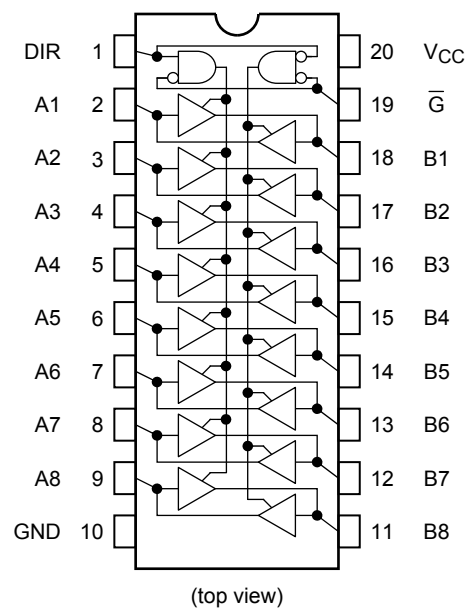 DIR 1 20 VCC
A1 2 19 G̅
A2 3 18 B1
A3 4 17 B2
A4 5 16 B3
A5 6 15 B4
A6 7 14 B5
A7 8 13 B6
A8 9 12 B7
GND 10 11 B8
(top view)